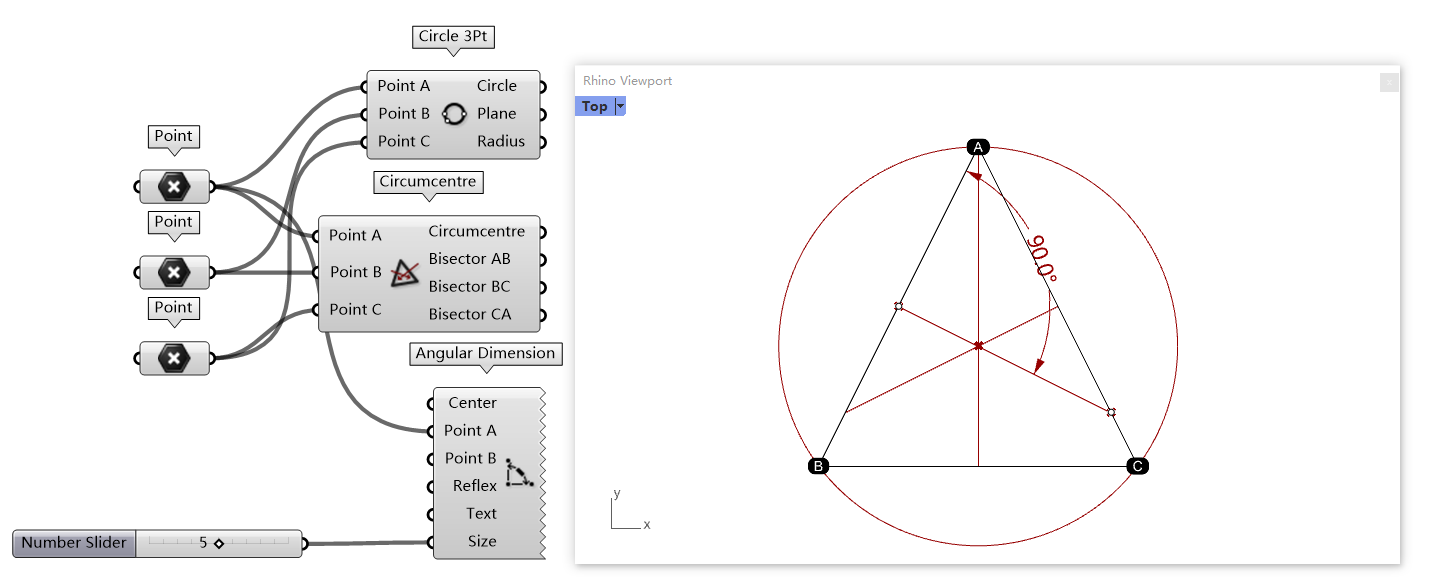 Circle 3Pt
Point A
Circle
Point B
Plane
Point C
Radius
Point
Circumcentre
Point
Point A
Circumcentre
Point B
Bisector AB
Bisector BC
Point C
Bisector CA
Point
Angular Dimension
Center
Point A
Point B
Reflex
Text
Size
Number Slider
5
Rhino Viewport
x
Top
A
90.0°
B
C
y
x